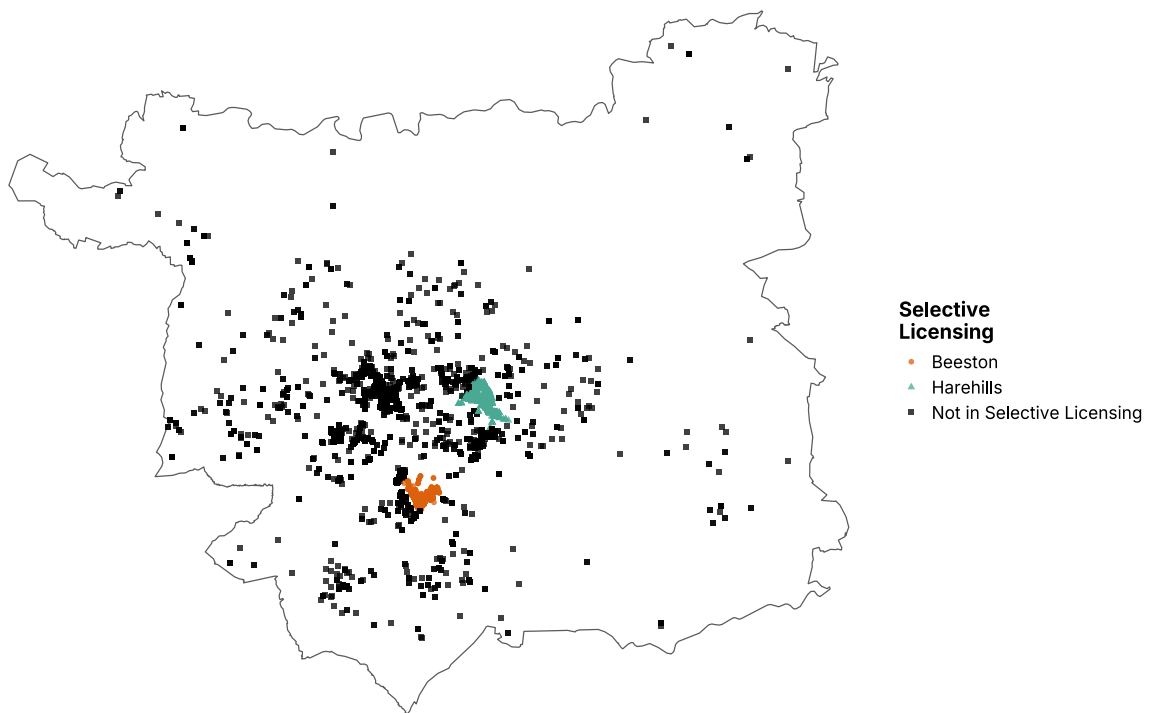 Selective
Licensing
Beeston
Harehills
Not in Selective Licensing